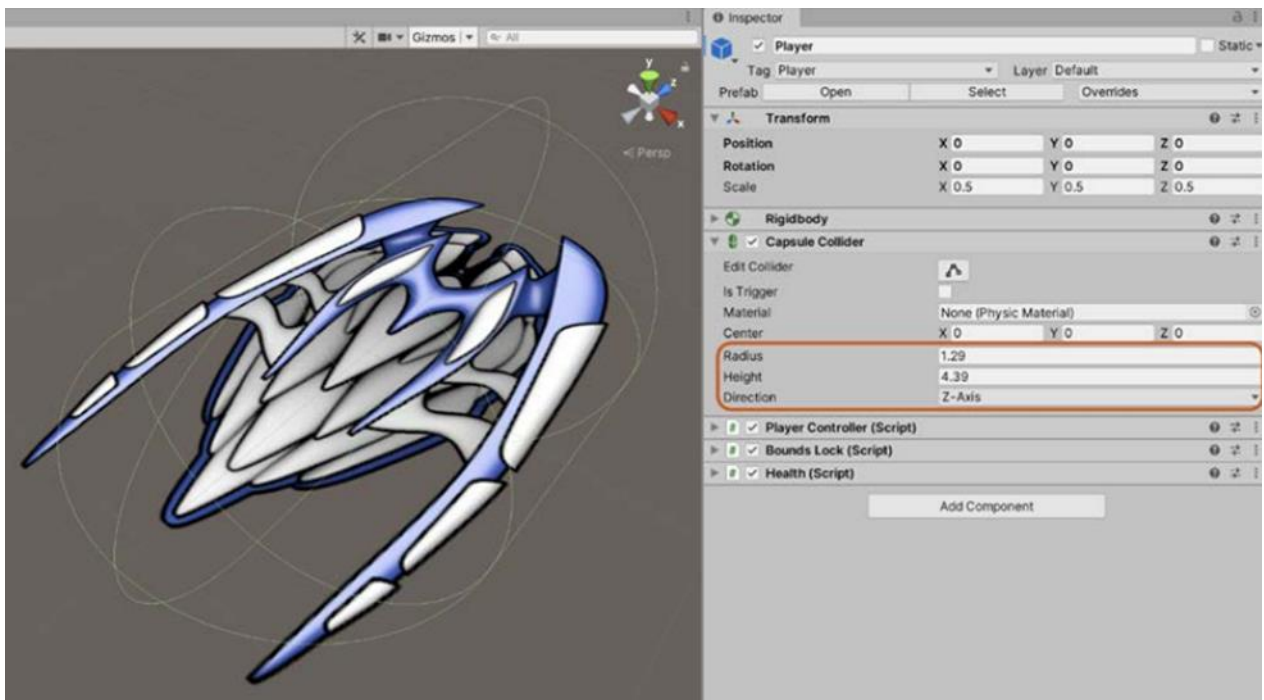 Inspector
Gizmos
All
Player
Static
Tag Player Layer Default
Prefab Open Select Overrides
y
z
x
Persp
Transform
Position X 0 Y 0 Z 0
Rotation X 0 Y 0 Z 0
Scale X 0.5 Y 0.5 Z 0.5
Rigidbody
Capsule Collider
Edit Collider
Is Trigger
Material None (Physic Material)
Center X 0 Y 0 Z 0
Radius 1.29
Height 4.39
Direction Z-Axis
Player Controller (Script)
Bounds Lock (Script)
Health (Script)
Add Component